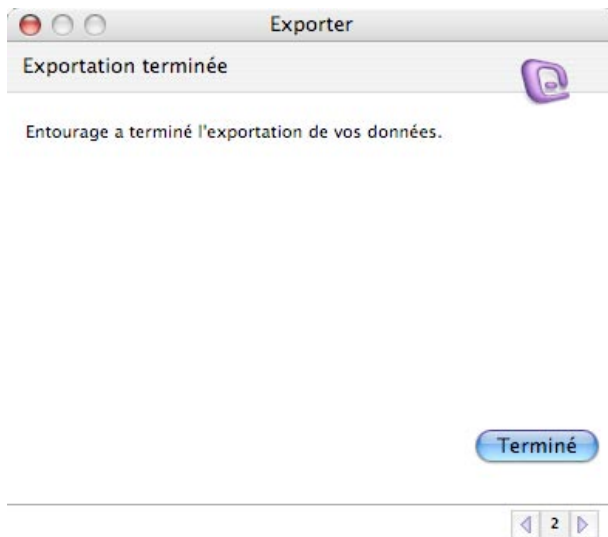 Exporter
Exportation terminée
Entourage a terminé l'exportation de vos données.
Terminé
2